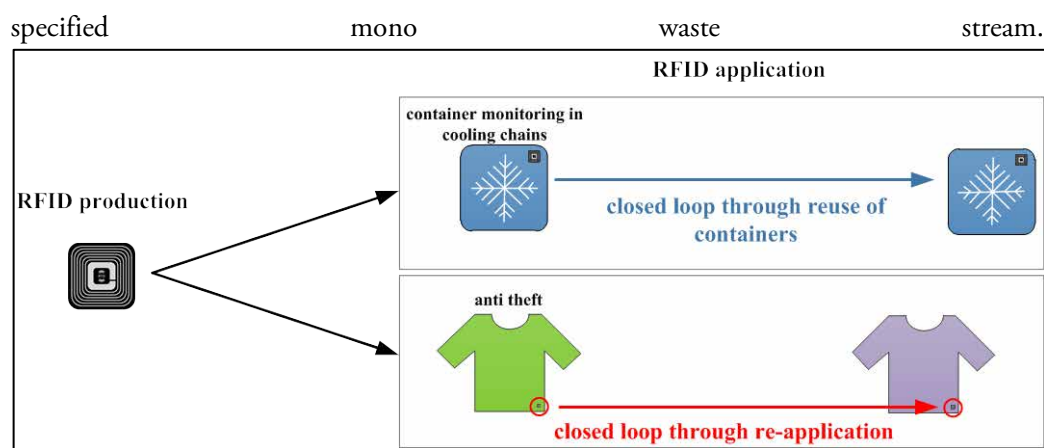 specified mono waste stream.
RFID application
container monitoring in
cooling chains
RFID production
closed loop through reuse of
containers
anti theft
closed loop through re-application